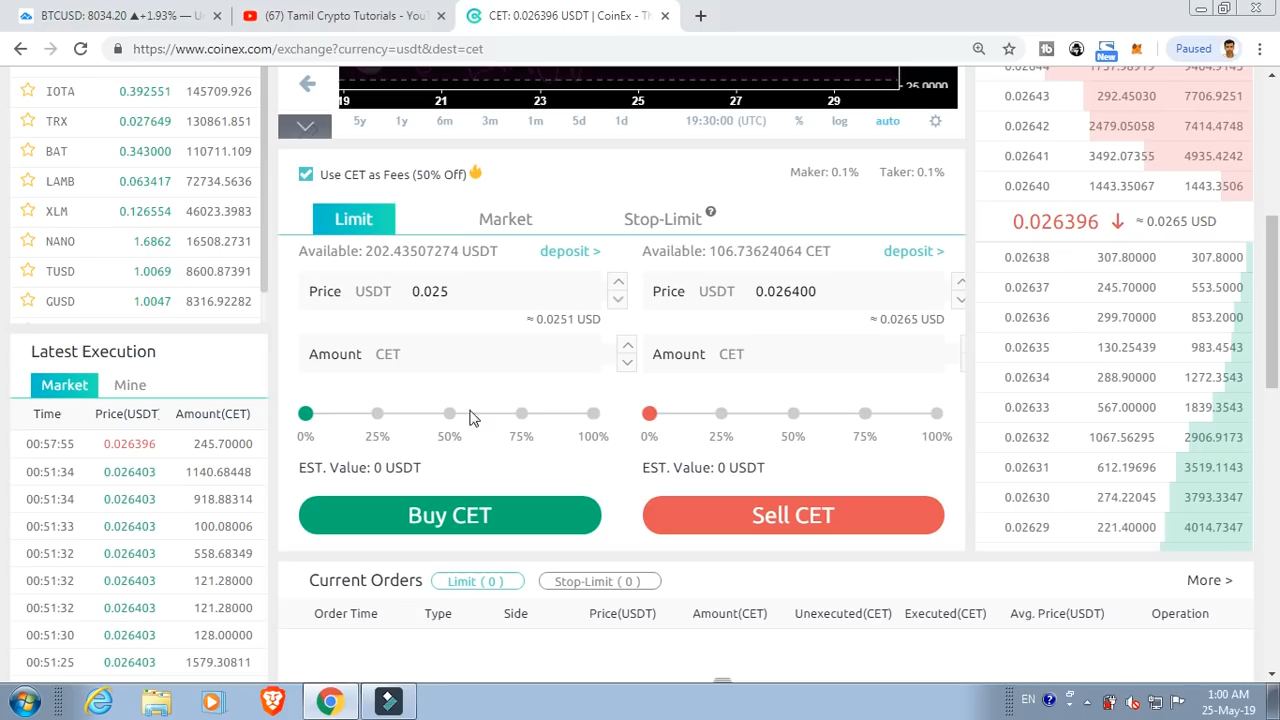 BTCUSD: 8034.20 ▲+1.93% — U
(67) Tamil Crypto Tutorials - You
CET: 0.026396 USDT | CoinEx - Th
https://www.coinex.com/exchange?currency=usdt&dest=cet
New
Paused
IOTA 0.392551
TRX 0.027649 130861.851
BAT 0.343000 110711.109
LAMB 0.063417 72734.5536
XLM 0.126554 46023.3983
NANO 1.6862 16508.2731
TUSD 1.0069 8600.87391
GUSD 1.0047 8316.92282
Latest Execution
Market Mine
Time Price(USDT Amount(CET)
00:57:55 0.026396 245.70000
00:51:34 0.026403 1140.68448
00:51:34 0.026403 918.88314
00:51:33 0.026403 100.08006
00:51:32 0.026403 558.68349
00:51:32 0.026403 121.28000
00:51:32 0.026403 121.28000
00:51:30 0.026403 128.00000
00:51:25 0.026403 1579.30811
25.0000
19 21 23 25 27 29
5y 1y 6m 3m 1m 5d 1d 19:30:00 (UTC) % log auto
Use CET as Fees (50% Off) Maker: 0.1% Taker: 0.1%
Limit Market Stop-Limit ?
Available: 202.43507274 USDT deposit >
Price USDT 0.025
≈ 0.0251 USD
Amount CET
0% 25% 50% 75% 100%
EST. Value: 0 USDT
Buy CET
Available: 106.73624064 CET deposit >
Price USDT 0.026400
≈ 0.0265 USD
Amount CET
0% 25% 50% 75% 100%
EST. Value: 0 USDT
Sell CET
0.02643 292.45030 7706.9251
0.02642 2479.05058 7414.4748
0.02641 3492.07355 4935.4242
0.02640 1443.35067 1443.3506
0.026396 ↓ ≈ 0.0265 USD
0.02638 307.80000 307.8000
0.02637 245.70000 553.5000
0.02636 299.70000 853.2000
0.02635 130.25439 983.4543
0.02634 288.90000 1272.3543
0.02633 567.00000 1839.3543
0.02632 1067.56295 2906.9173
0.02631 612.19696 3519.1143
0.02630 274.22045 3793.3347
0.02629 221.40000 4014.7347
Current Orders Limit ( 0 ) Stop-Limit ( 0 ) More >
Order Time Type Side Price(USDT) Amount(CET) Unexecuted(CET) Executed(CET) Avg. Price(USDT) Operation
EN 1:00 AM
25-May-19